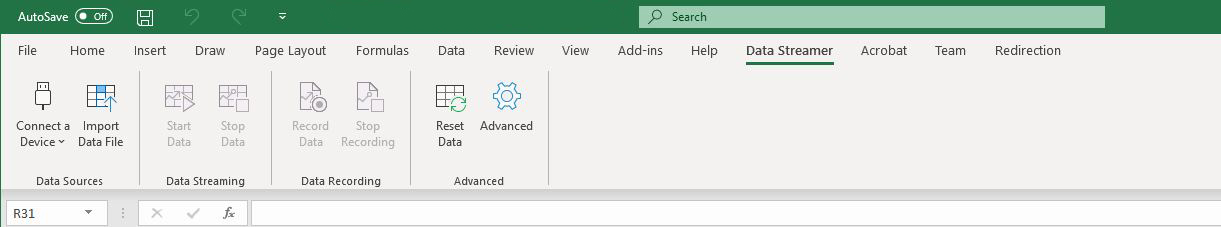 AutoSave Off Search
File Home Insert Draw Page Layout Formulas Data Review View Add-ins Help Data Streamer Acrobat Team Redirection
Connect a Import Start Stop Record Stop Reset Advanced
Device Data File Data Data Data Recording Data
Data Sources Data Streaming Data Recording Advanced
R31 fx